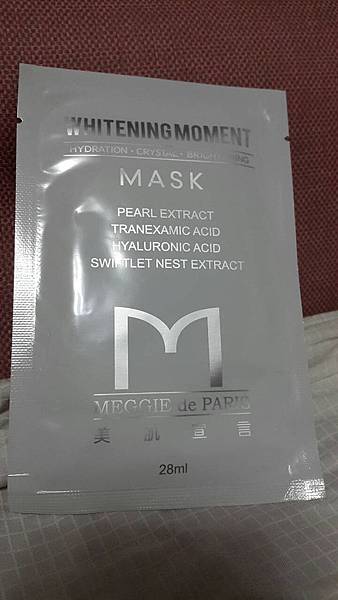 WHITENING MOMENT
HYDRATION • CRYSTAL • BRIGHTENING
MASK
PEARL EXTRACT
TRANEXAMIC ACID
HYALURONIC ACID
SWIFTLET NEST EXTRACT
M
MEGGIE de PARIS
美肌宣言
28ml